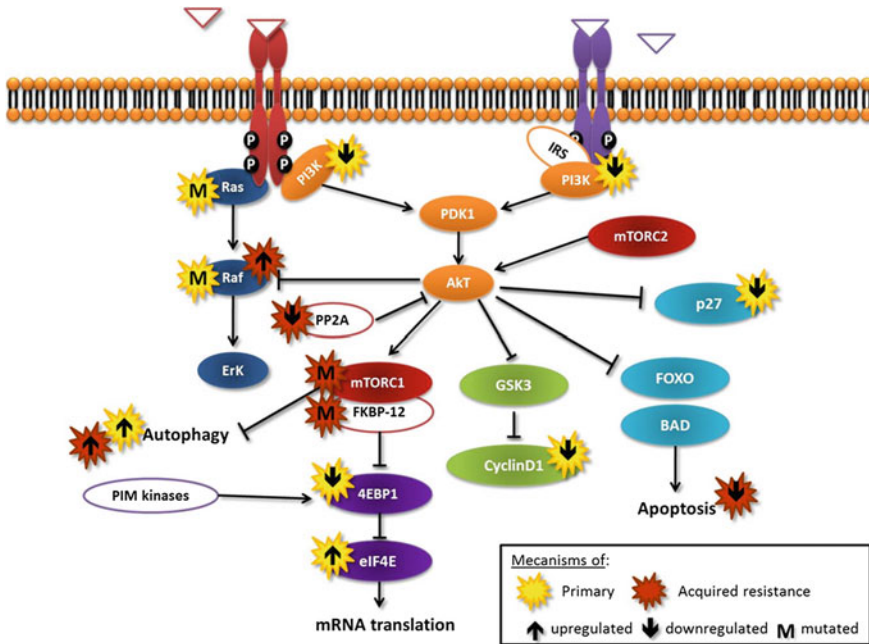 P P P P
P P
IRS
PI3K
PI3K
M Ras
PDK1
mTORC2
M Raf
AkT
p27
PP2A
ErK
M mTORC1
GSK3
FOXO
M FKBP-12
Autophagy
BAD
CyclinD1
PIM kinases
4EBP1
Apoptosis
eIF4E
mRNA translation
Mecanisms of:
Primary Acquired resistance
upregulated downregulated M mutated